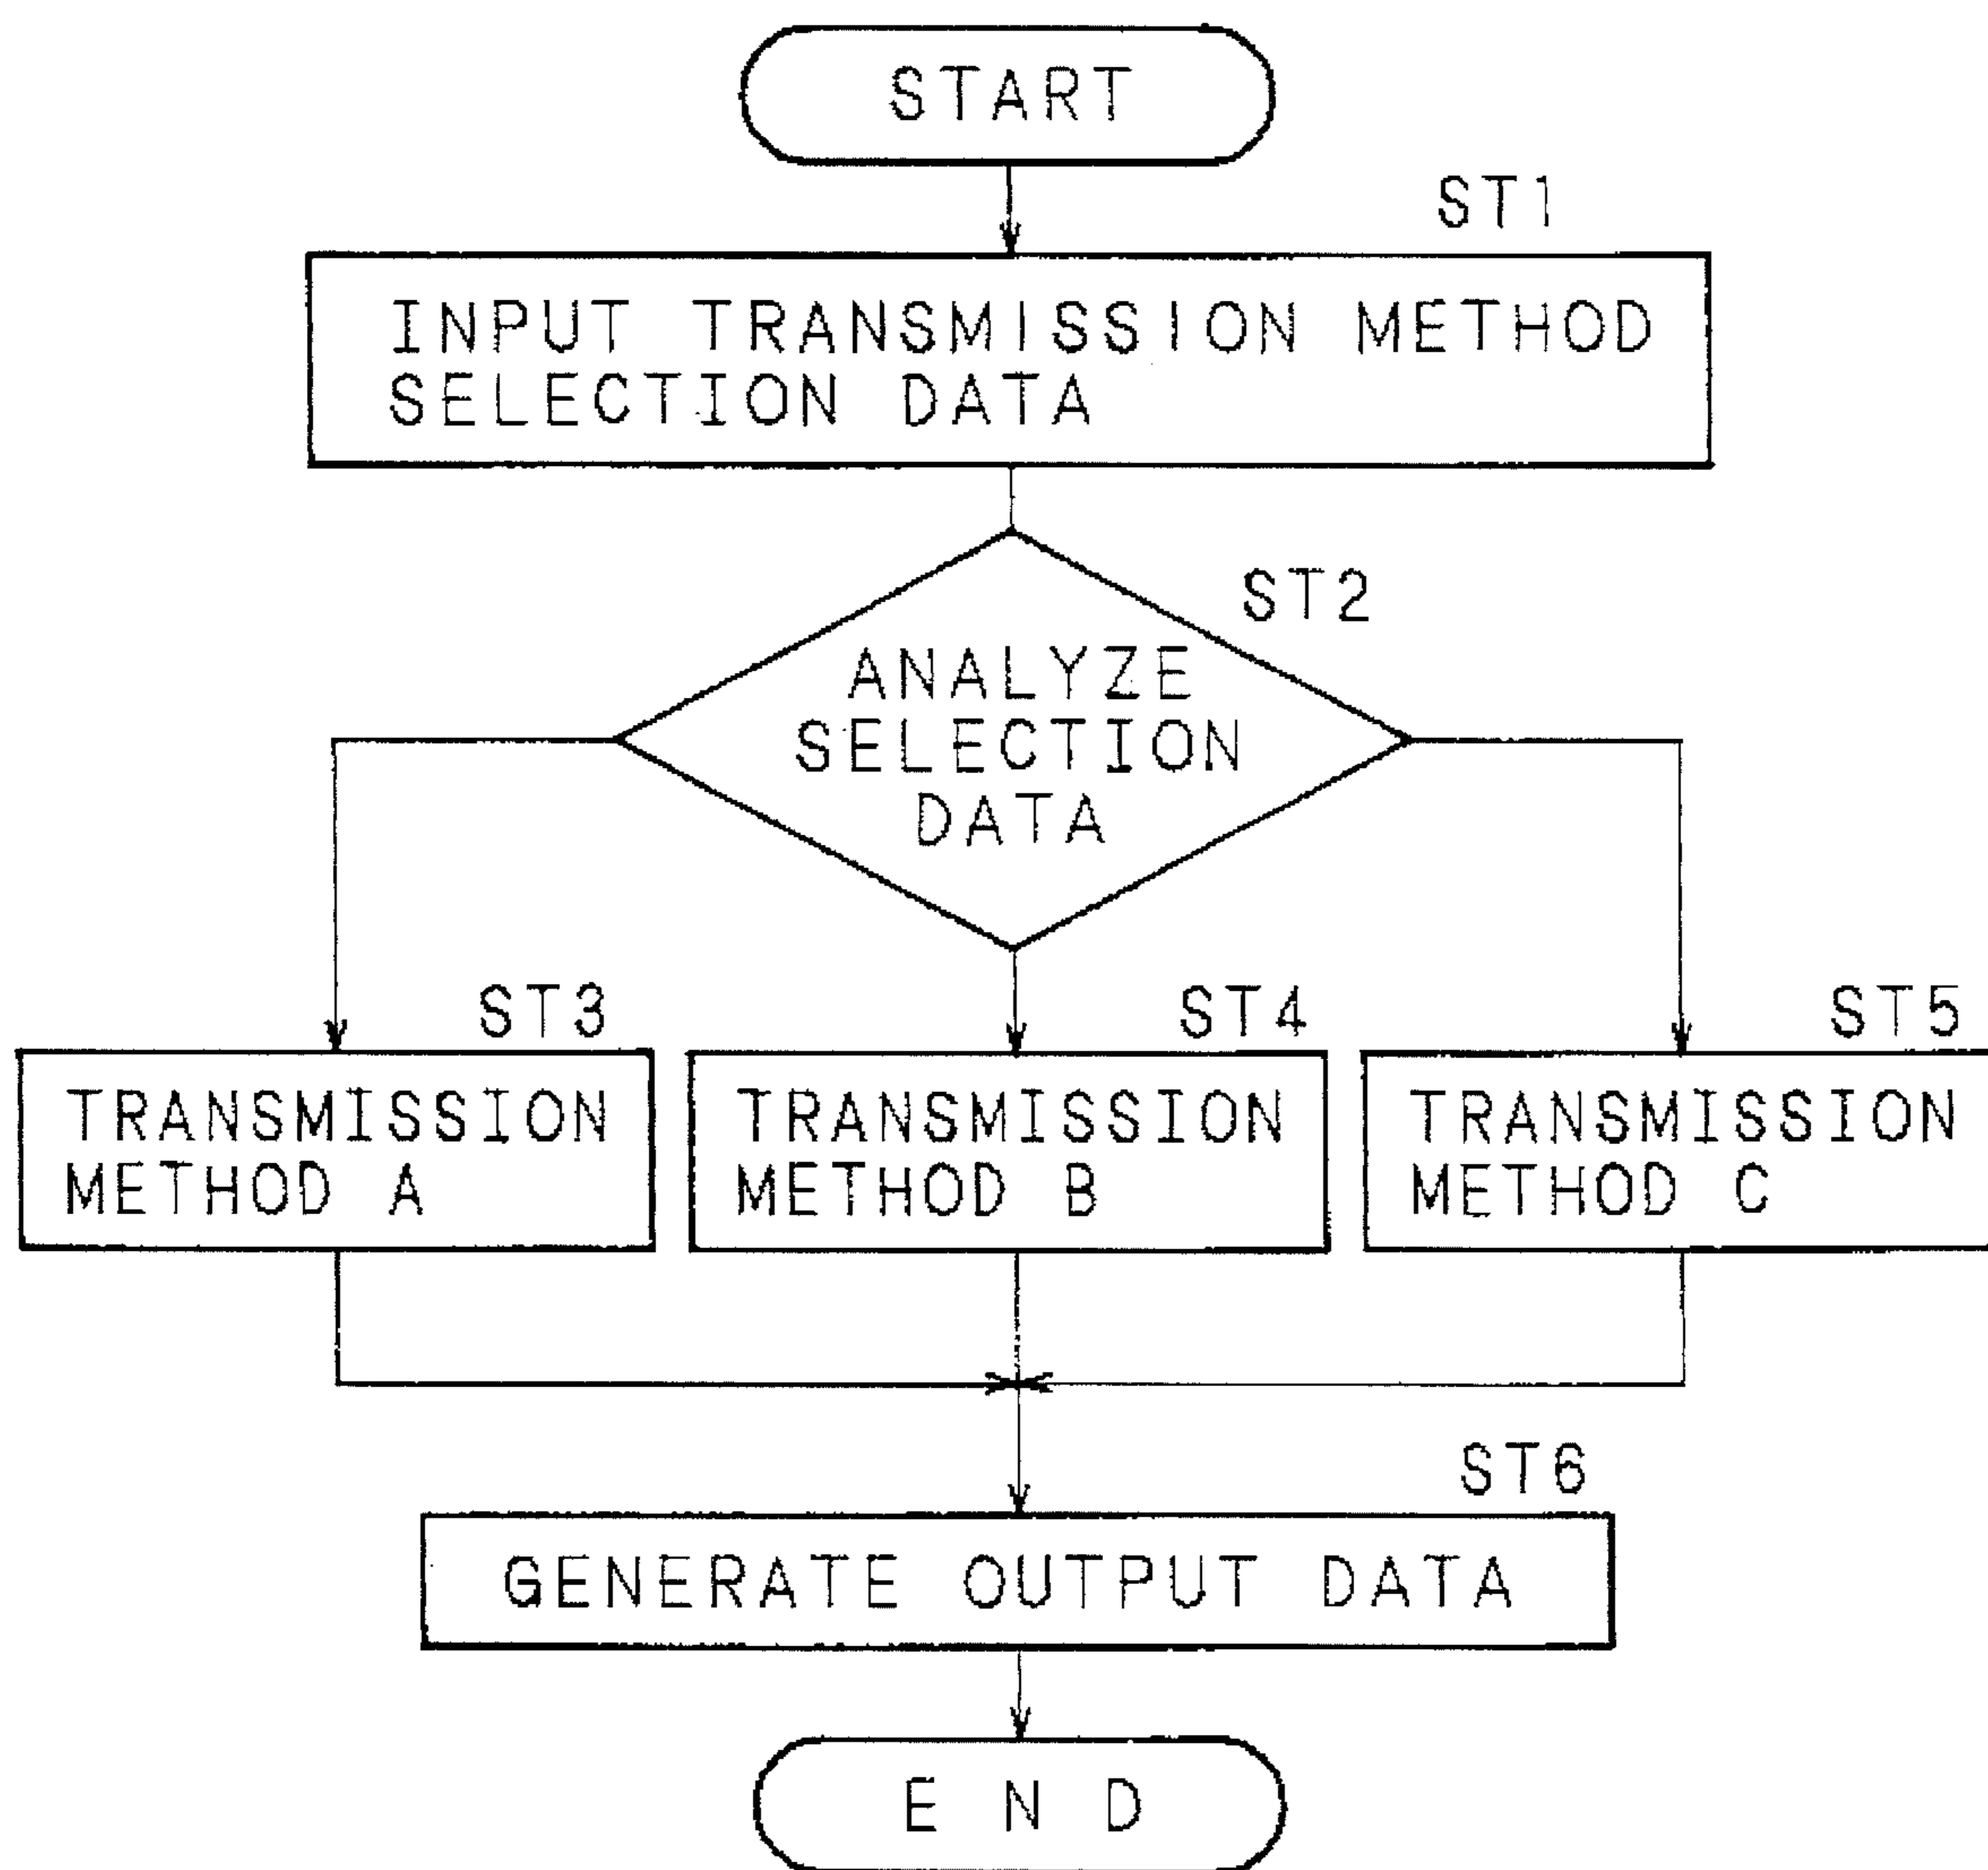 START
ST1
INPUT TRANSMISSION METHOD
SELECTION DATA
ST2
ANALYZE
SELECTION
DATA
ST3
TRANSMISSION
METHOD A
ST4
TRANSMISSION
METHOD B
ST5
TRANSMISSION
METHOD C
ST6
GENERATE OUTPUT DATA
END